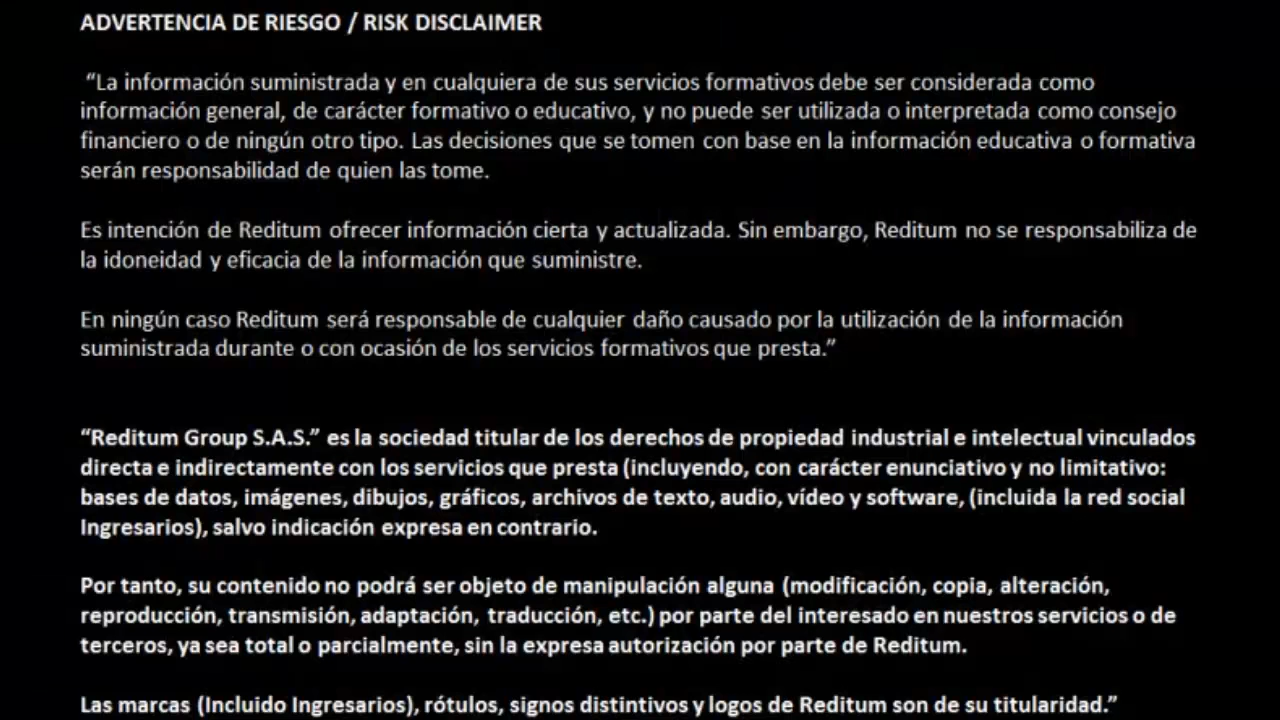 ADVERTENCIA DE RIESGO / RISK DISCLAIMER
“La información suministrada y en cualquiera de sus servicios formativos debe ser considerada como
información general, de carácter formativo o educativo, y no puede ser utilizada o interpretada como consejo
financiero o de ningún otro tipo. Las decisiones que se tomen con base en la información educativa o formativa
serán responsabilidad de quien las tome.
Es intención de Reditum ofrecer información cierta y actualizada. Sin embargo, Reditum no se responsabiliza de
la idoneidad y eficacia de la información que suministre.
En ningún caso Reditum será responsable de cualquier daño causado por la utilización de la información
suministrada durante o con ocasión de los servicios formativos que presta.”
“Reditum Group S.A.S.” es la sociedad titular de los derechos de propiedad industrial e intelectual vinculados
directa e indirectamente con los servicios que presta (incluyendo, con carácter enunciativo y no limitativo:
bases de datos, imágenes, dibujos, gráficos, archivos de texto, audio, vídeo y software, (incluida la red social
Ingresarios), salvo indicación expresa en contrario.
Por tanto, su contenido no podrá ser objeto de manipulación alguna (modificación, copia, alteración,
reproducción, transmisión, adaptación, traducción, etc.) por parte del interesado en nuestros servicios o de
terceros, ya sea total o parcialmente, sin la expresa autorización por parte de Reditum.
Las marcas (Incluido Ingresarios), rótulos, signos distintivos y logos de Reditum son de su titularidad.”